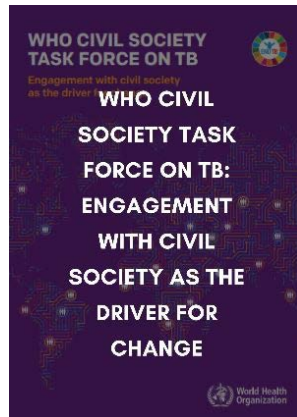 WHO CIVIL SOCIETY
TASK FORCE ON TB
Engagement with civil society
as the driver for
WHO CIVIL
SOCIETY TASK
FORCE ON TB:
ENGAGEMENT
WITH CIVIL
SOCIETY AS THE
DRIVER FOR
CHANGE
World Health
Organization